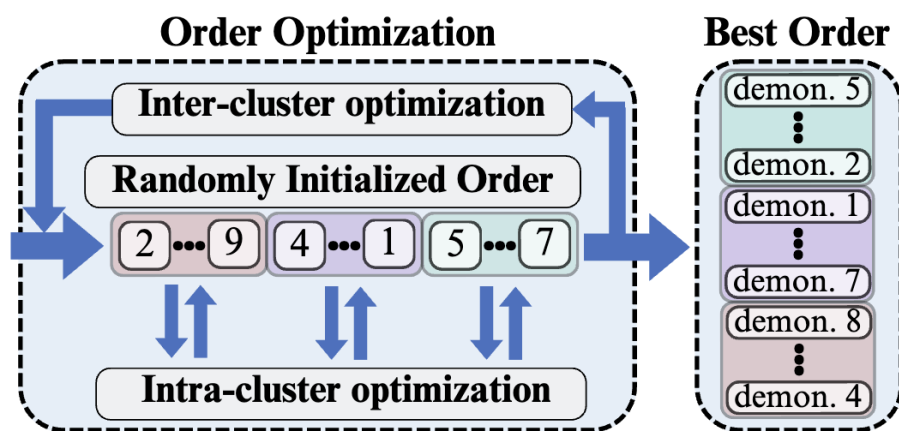 Order Optimization
Inter-cluster optimization
Randomly Initialized Order
2 ••• 9 4 ••• 1 5 ••• 7
Intra-cluster optimization
Best Order
demon. 5
demon. 2
demon. 1
demon. 7
demon. 8
demon. 4